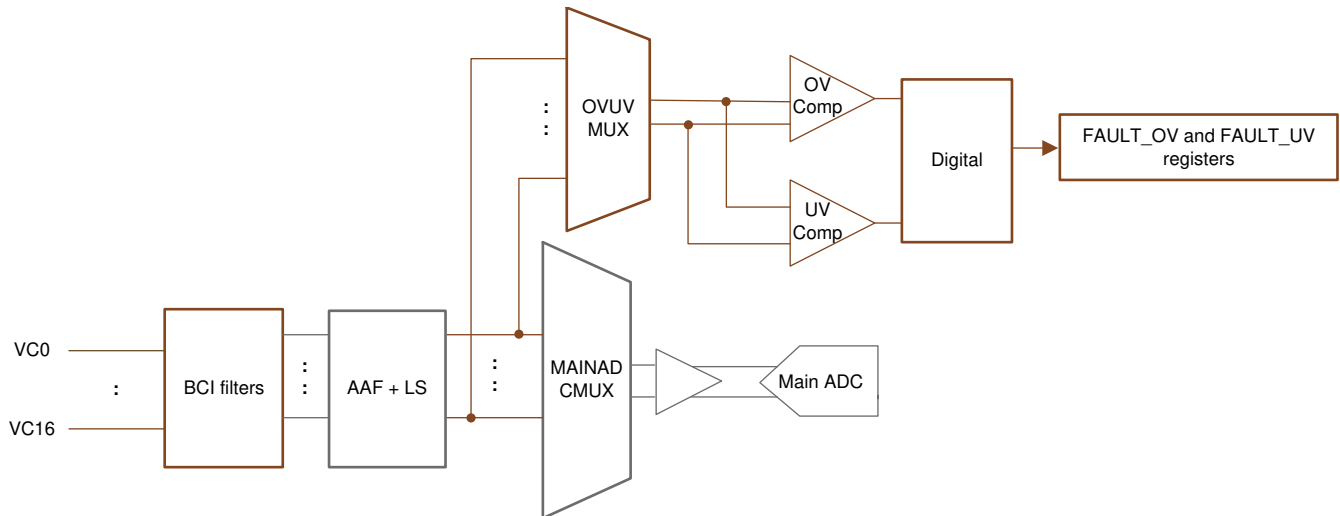 OVUV
MUX
:
:
OV
Comp
UV
Comp
Digital
FAULT_OV and FAULT_UV
registers
VC0
:
VC16
BCI filters
:
:
AAF + LS
:
:
MAINAD
CMUX
Main ADC